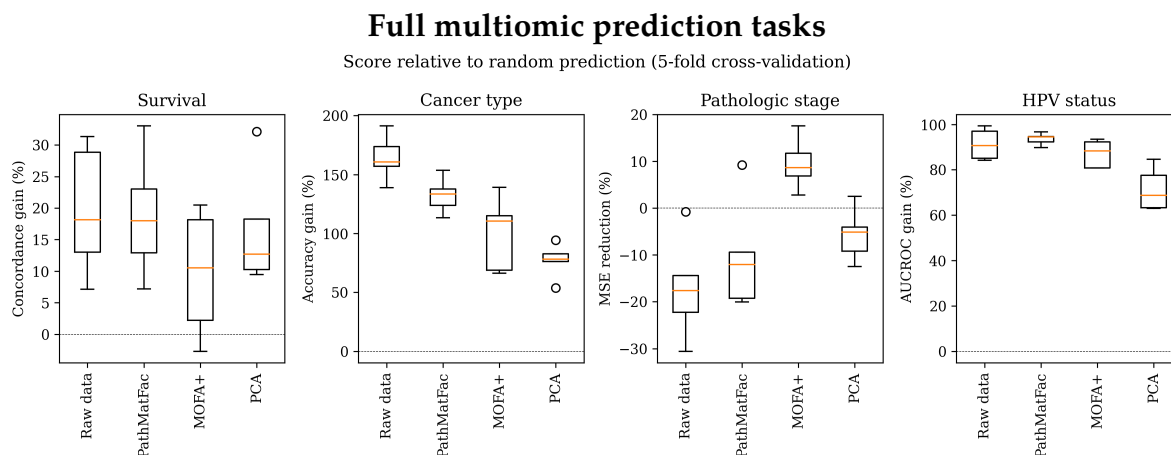 Full multiomic prediction tasks
Score relative to random prediction (5-fold cross-validation)
Survival
Concordance gain (%)
30
25
20
15
10
5
0
Raw data
PathMatFac
MOFA+
PCA
Cancer type
Accuracy gain (%)
200
150
100
50
0
Raw data
PathMatFac
MOFA+
PCA
Pathologic stage
MSE reduction (%)
20
10
0
−10
−20
−30
Raw data
PathMatFac
MOFA+
PCA
HPV status
AUCROC gain (%)
100
80
60
40
20
0
Raw data
PathMatFac
MOFA+
PCA